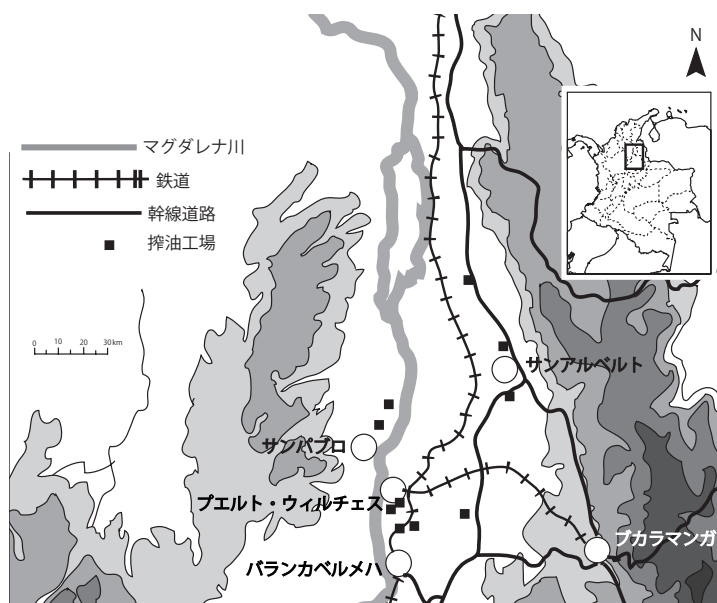 N
マグダレナ川
鉄道
幹線道路
搾油工場
0 10 20 30km
サンアルベルト
サンパブロ
プエルト・ウィルチェス
ブカラマンガ
バランカベルメハ